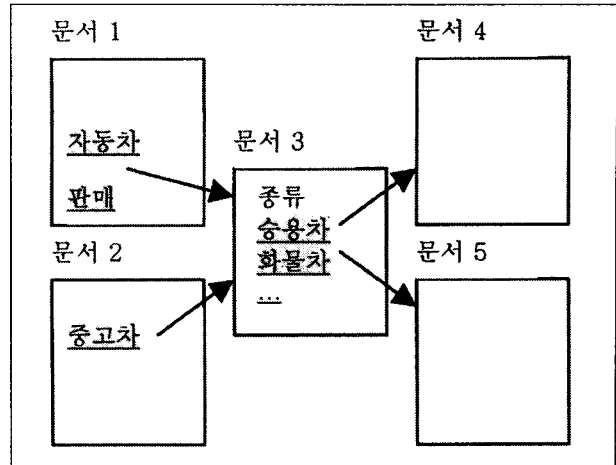 문서 1
자동차
판매
문서 2
중고차
문서 3
종류
승용차
화물차
...
문서 4
문서 5